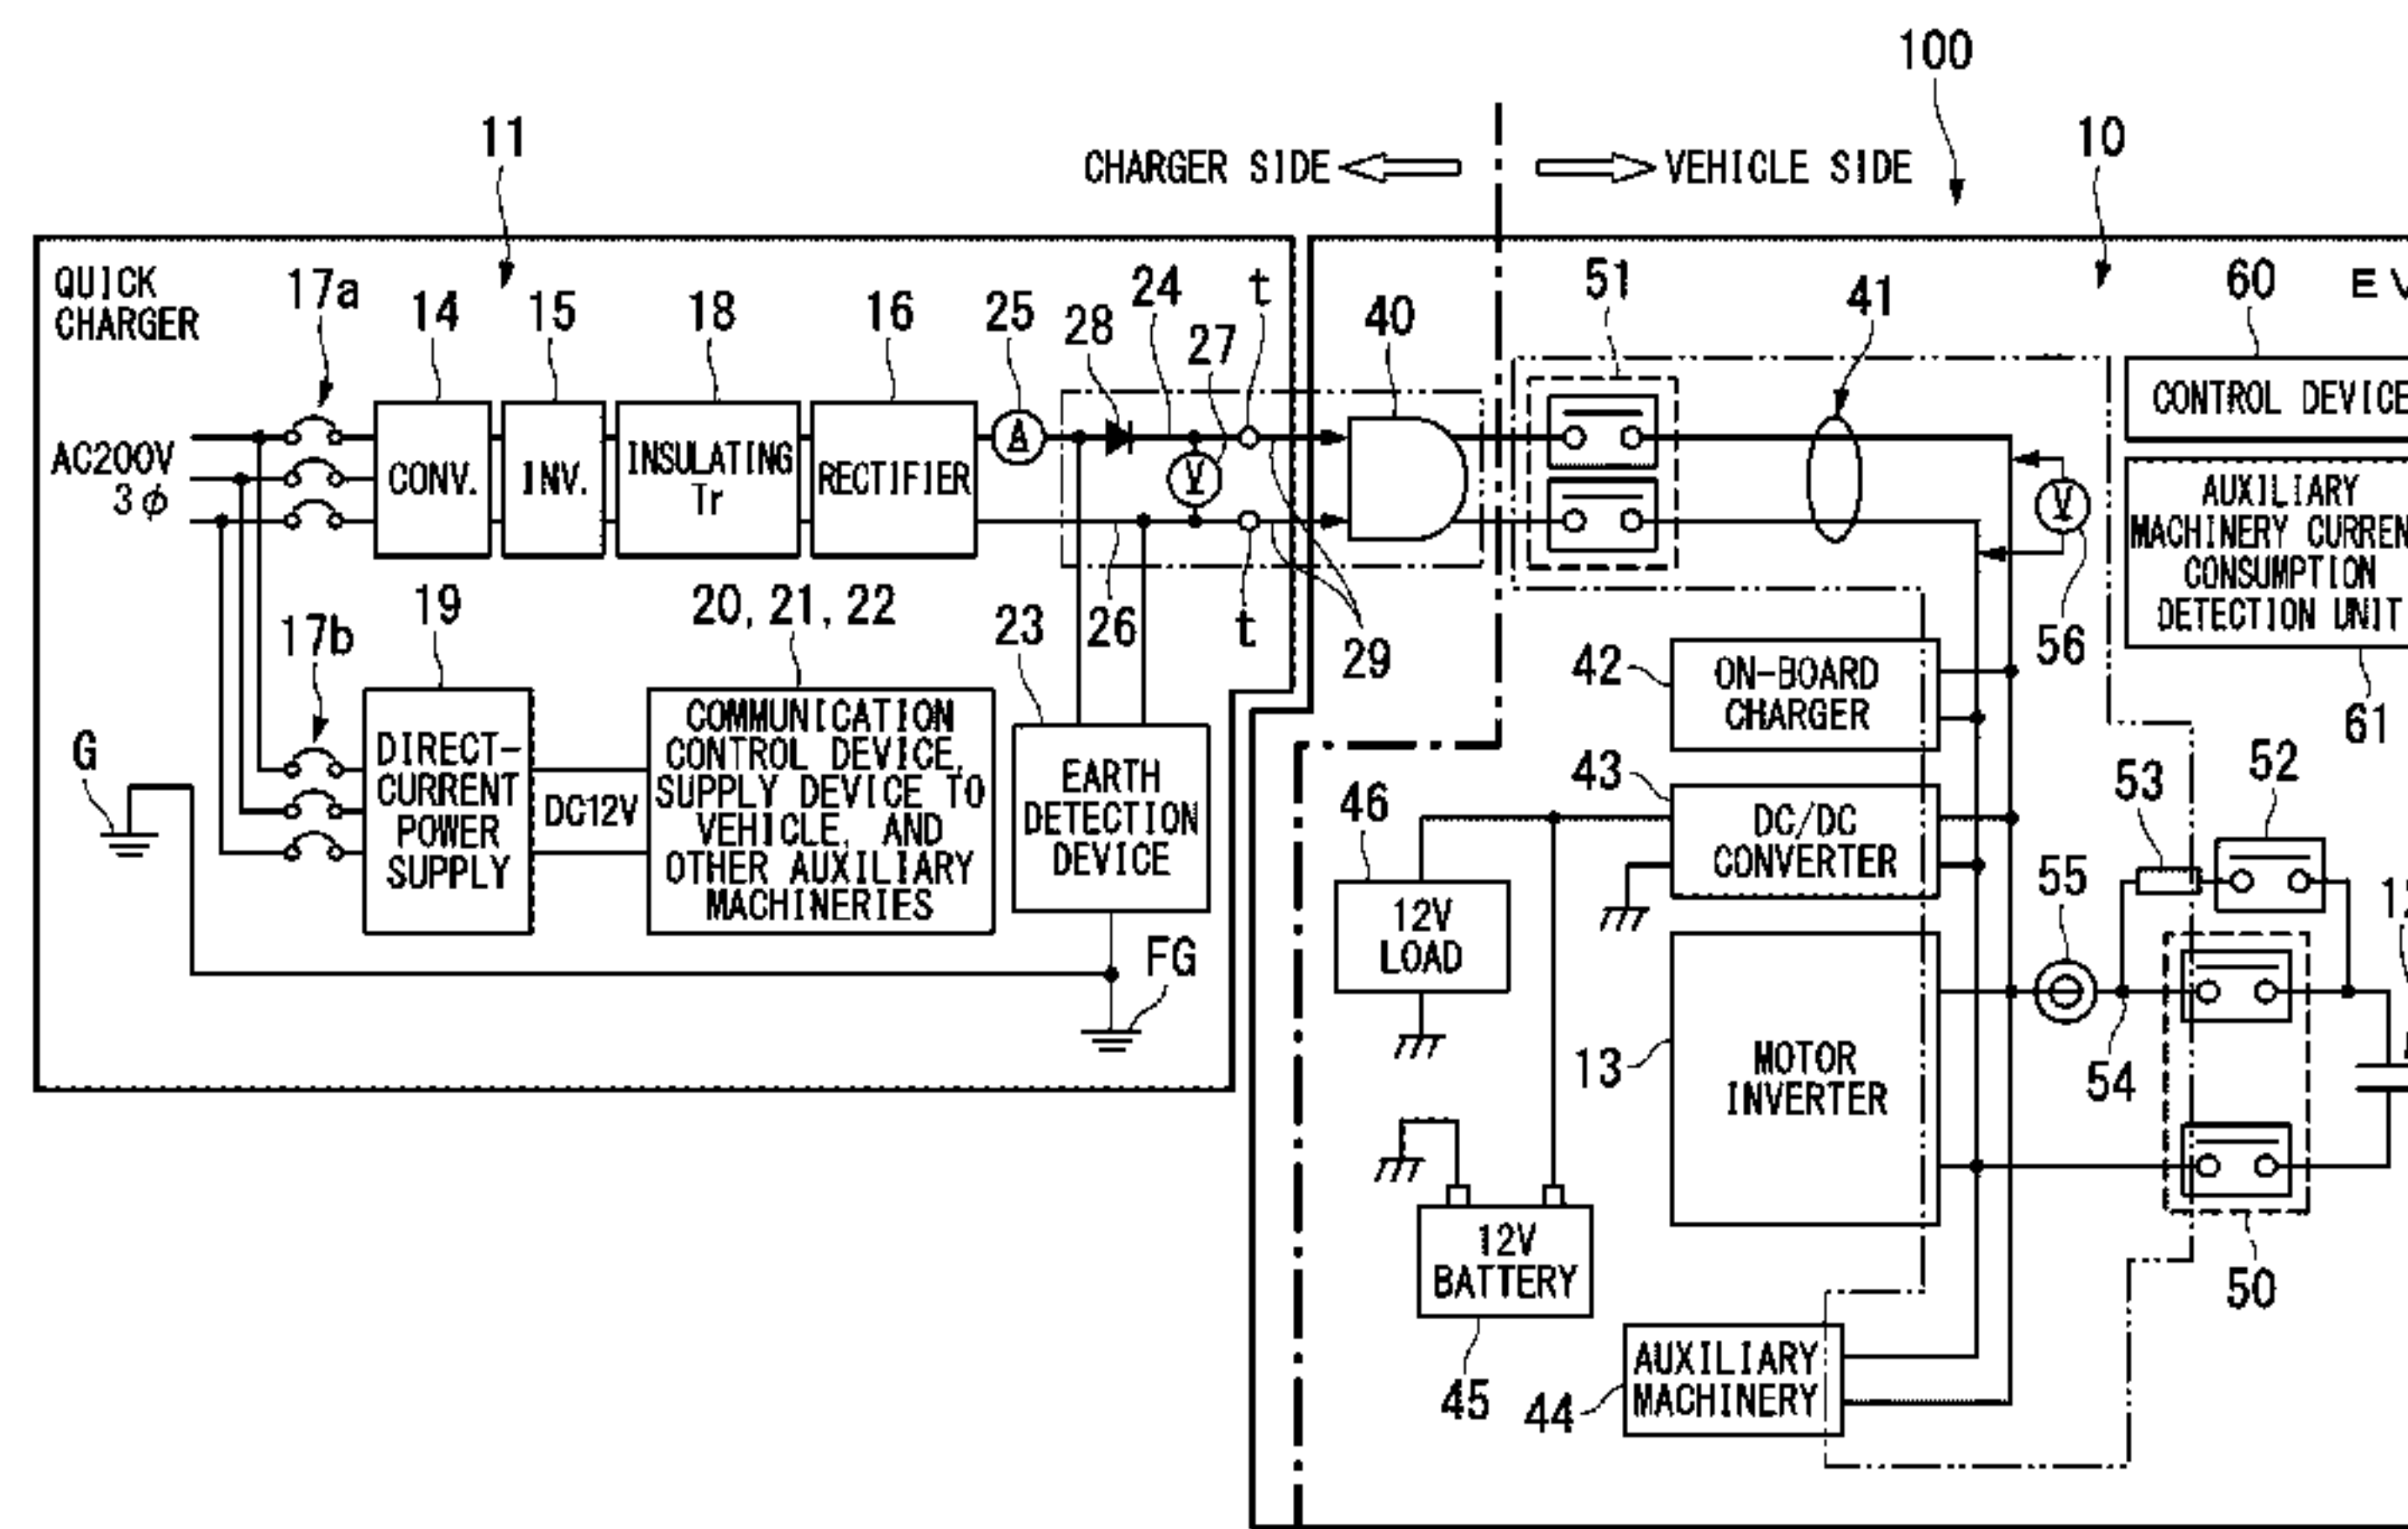 100
11
CHARGER SIDE
VEHICLE SIDE
10
QUICK
CHARGER
17a
14
15
18
16
25
28
24
t
27
40
51
41
60
AC200V
3φ
CONV.
INV.
INSULATING
Tr
RECTIFIER
A
V
V
CONTROL DEVICE
AUXILIARY
MACHINERY
CONSUMPTION
DETECTION UNIT
17b
19
20, 21, 22
23
26
t
29
56
61
G
DIRECT-
CURRENT
POWER
SUPPLY
DC12V
COMMUNICATION
CONTROL DEVICE,
SUPPLY DEVICE TO
VEHICLE, AND
OTHER AUXILIARY
MACHINERIES
EARTH
DETECTION
DEVICE
FG
42
ON-BOARD
CHARGER
43
DC/DC
CONVERTER
46
12V
LOAD
53
52
55
13
MOTOR
INVERTER
54
50
12V
BATTERY
45
44
AUXILIARY
MACHINERY